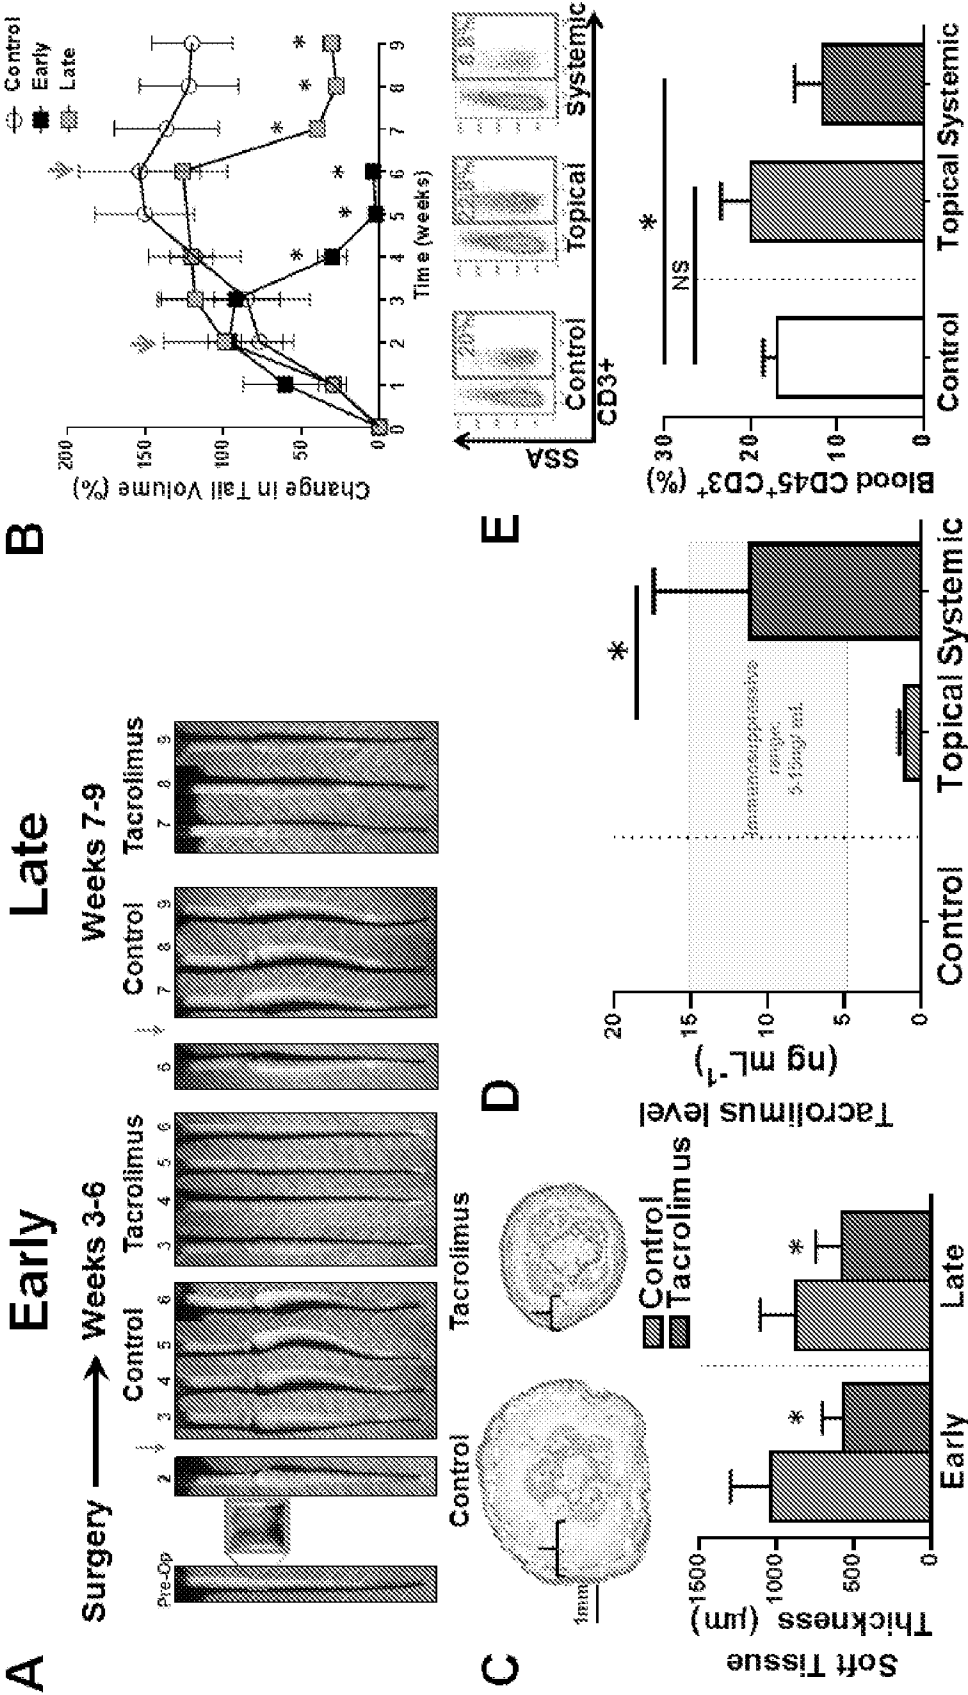 A
Early
Late
Surgery
Weeks 3-6
Weeks 7-9
Control
Tacrolimus
Control
Tacrolimus
Pre-Op
2
3 4 5 6
3 4 5 6
6
7 8 9
7 8 9
B
Control
Early
Late
Change in Tail Volume (%)
200
150
100
50
0
0 1 2 3 4 5 6 7 8 9
Time (weeks)
* * * * * *
C
Control
Tacrolimus
1mm
Control
Tacrolimus
Soft Tissue
Thickness (µm)
1500
1000
500
0
* *
Early
Late
D
Tacrolimus level
(ng mL⁻¹)
20
15
10
5
0
*
Immunosuppressive
range:
5-15ng/mL
Control
Topical
Systemic
E
SSA
CD3+
20%
Control
Topical
Systemic
Blood CD45⁺CD3⁺ (%)
30
20
10
0
NS
*
Control
Topical
Systemic